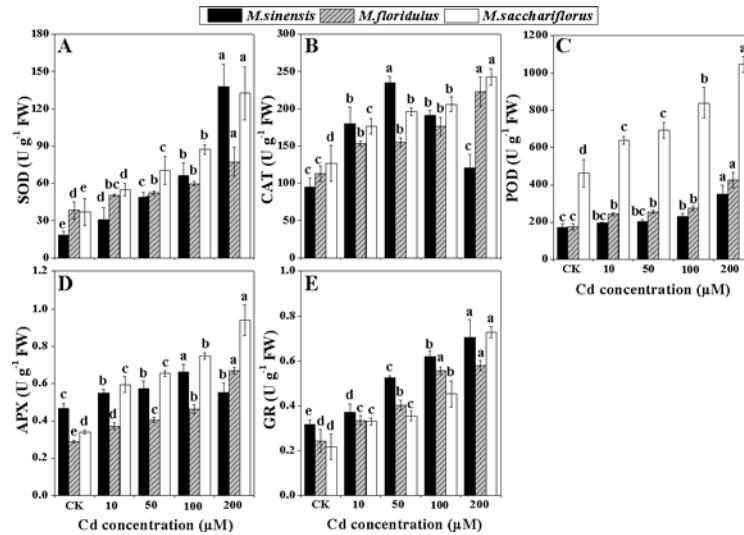 M.sinensis M.floridulus M.sacchariflorus
A
SOD (U g⁻¹ FW)
180
150
120
90
60
30
0
e d e
d bc b
c b b
b b b
a a a
B
CAT (U g⁻¹ FW)
300
250
200
150
100
50
0
c c d
b b c
a b b
b b b
c a a
C
POD (U g⁻¹ FW)
1200
1000
800
600
400
200
0
c c d
bc b c
bc b c
b b b
a a a
CK 10 50 100 200
Cd concentration (µM)
D
APX (U g⁻¹ FW)
1.2
1.0
0.8
0.6
0.4
0.2
0.0
c e d
b d c
b c c
a b b
b a a
CK 10 50 100 200
Cd concentration (µM)
E
GR (U g⁻¹ FW)
1.0
0.8
0.6
0.4
0.2
0.0
e d d
d c c
c b c
b a b
a a a
CK 10 50 100 200
Cd concentration (µM)